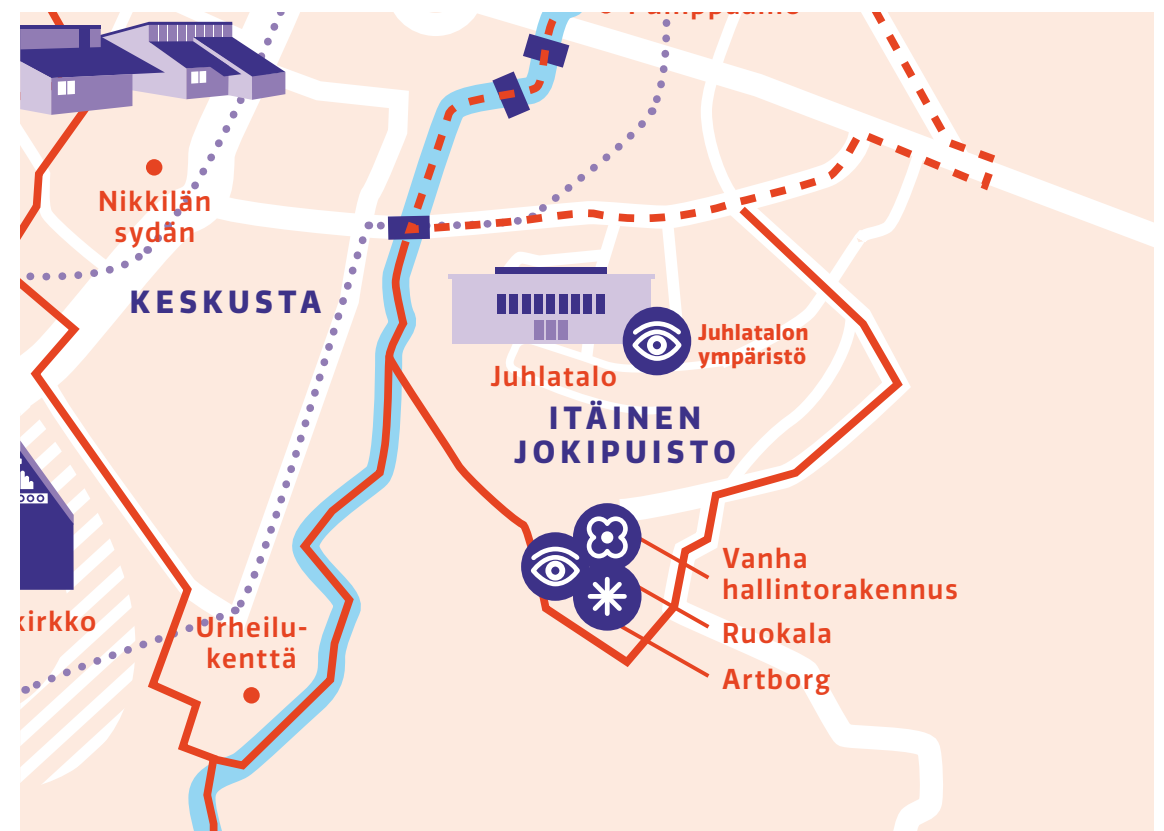 Nikkilän
sydän
KESKUSTA
Juhlatalon
ympäristö
Juhlatalo
ITÄINEN
JOKIPUISTO
Vanha
hallintorakennus
kirkko
Urheilu-
kenttä
Ruokala
Artborg